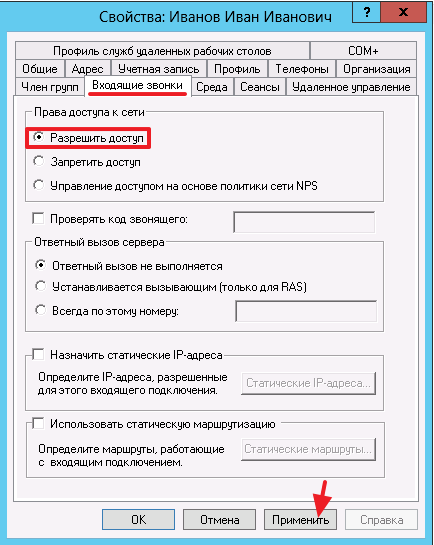 Свойства: Иванов Иван Иванович
?
Профиль служб удаленных рабочих столов
COM+
Общие
Адрес
Учетная запись
Профиль
Телефоны
Организация
Член групп
Входящие звонки
Среда
Сеансы
Удаленное управление
Права доступа к сети
Разрешить доступ
Запретить доступ
Управление доступом на основе политики сети NPS
Проверять код звонящего:
Ответный вызов сервера
Ответный вызов не выполняется
Устанавливается вызывающим (только для RAS)
Всегда по этому номеру:
Назначить статические IP-адреса
Определите IP-адреса, разрешенные
для этого входящего подключения.
Статические IP-адреса...
Использовать статическую маршрутизацию
Определите маршруты, работающие
с входящим подключением.
Статические маршруты...
OK
Отмена
Применить
Справка